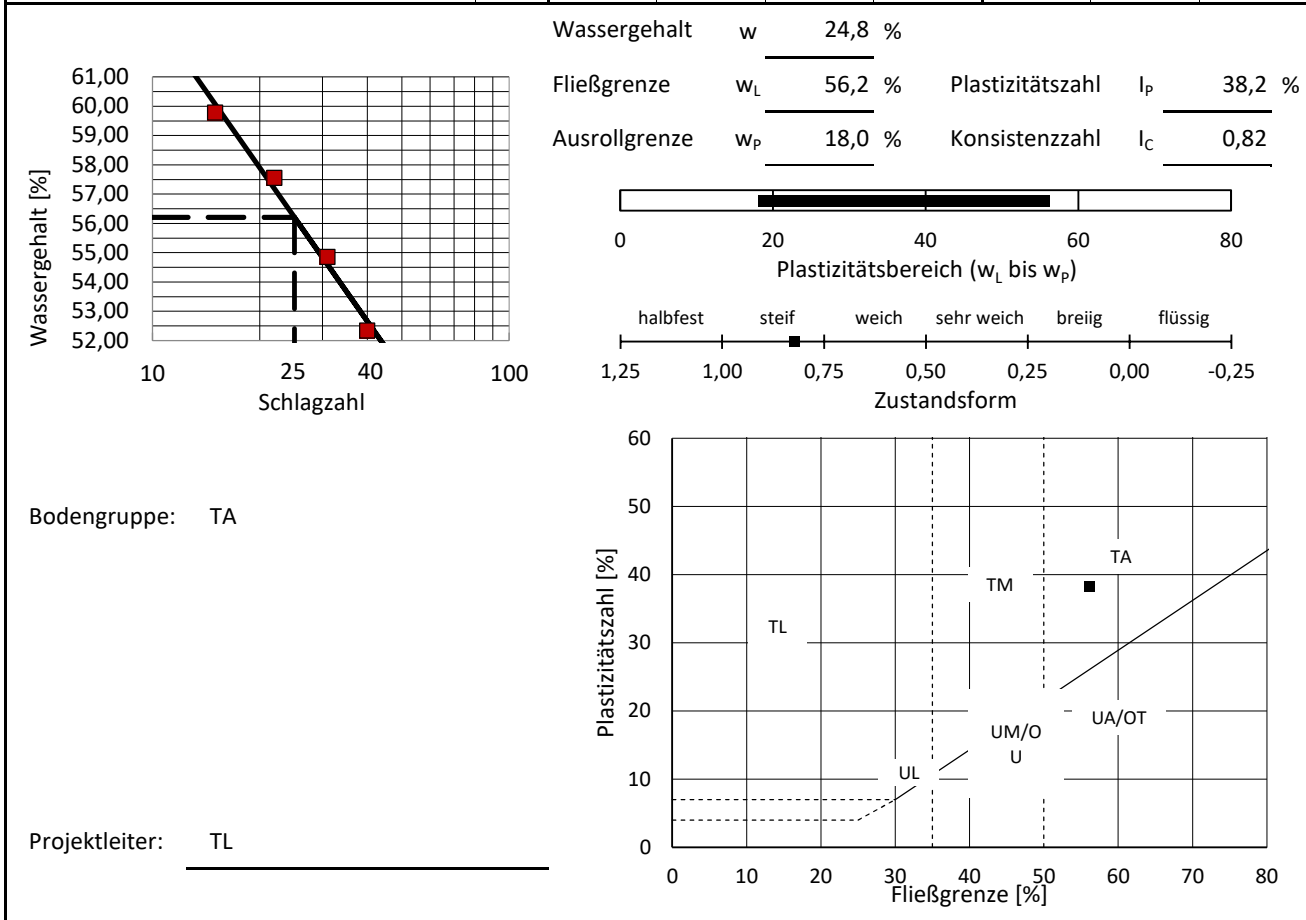 Wassergehalt w 24,8 %
Fließgrenze wL 56,2 % Plastizitätszahl IP 38,2 %
Ausrollgrenze wP 18,0 % Konsistenzzahl IC 0,82
61,00
60,00
59,00
58,00
57,00
56,00
55,00
54,00
53,00
52,00
Wassergehalt [%]
10 25 40 100
Schlagzahl
0 20 40 60 80
Plastizitätsbereich (wL bis wP)
halbfest steif weich sehr weich breiig flüssig
1,25 1,00 0,75 0,50 0,25 0,00 -0,25
Zustandsform
Bodengruppe: TA
Projektleiter: TL
60
50
40
30
20
10
0
Plastizitätszahl [%]
TA
TM
TL
UA/OT
UM/O
U
UL
0 10 20 30 40 50 60 70 80
Fließgrenze [%]